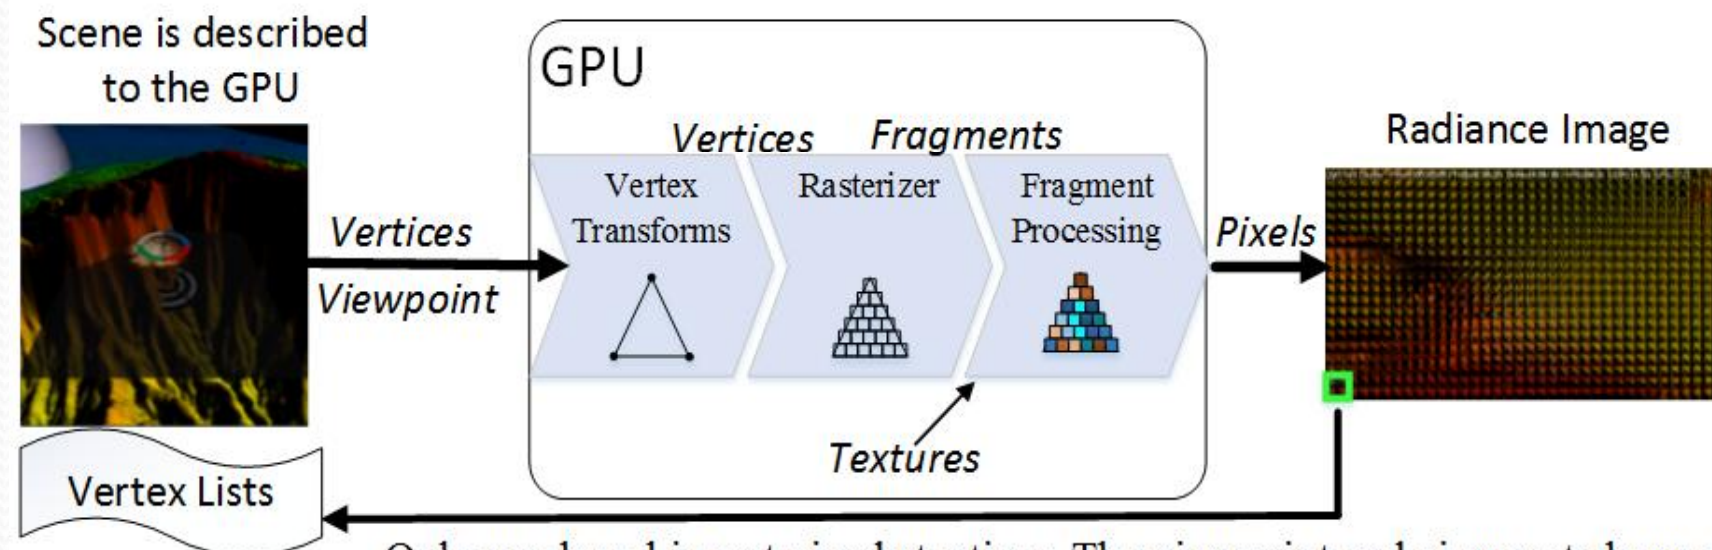 Scene is described
to the GPU
GPU
Vertices
Fragments
Radiance Image
Vertex
Transforms
Rasterizer
Fragment
Processing
Vertices
Viewpoint
Pixels
Textures
Vertex Lists